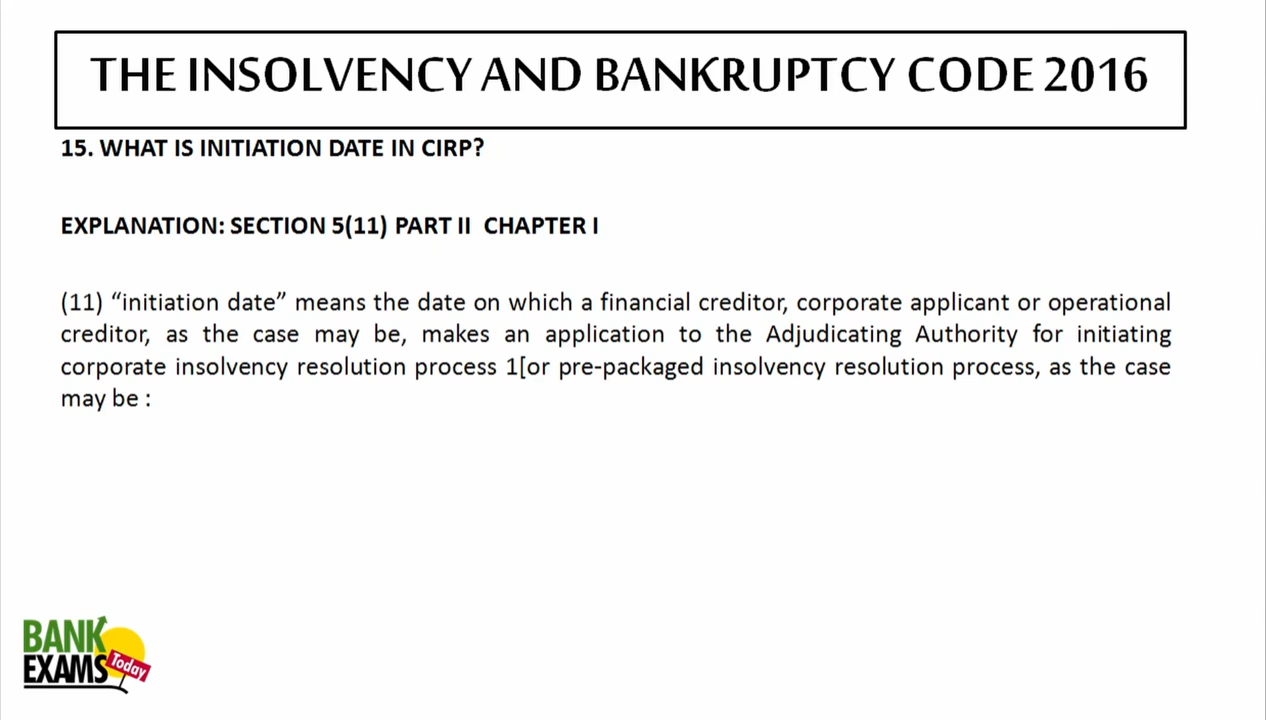 THE INSOLVENCY AND BANKRUPTCY CODE 2016
15. WHAT IS INITIATION DATE IN CIRP?
EXPLANATION: SECTION 5(11) PART II CHAPTER I
(11) “initiation date” means the date on which a financial creditor, corporate applicant or operational
creditor, as the case may be, makes an application to the Adjudicating Authority for initiating
corporate insolvency resolution process 1[or pre-packaged insolvency resolution process, as the case
may be :
BANK
EXAMS
Today